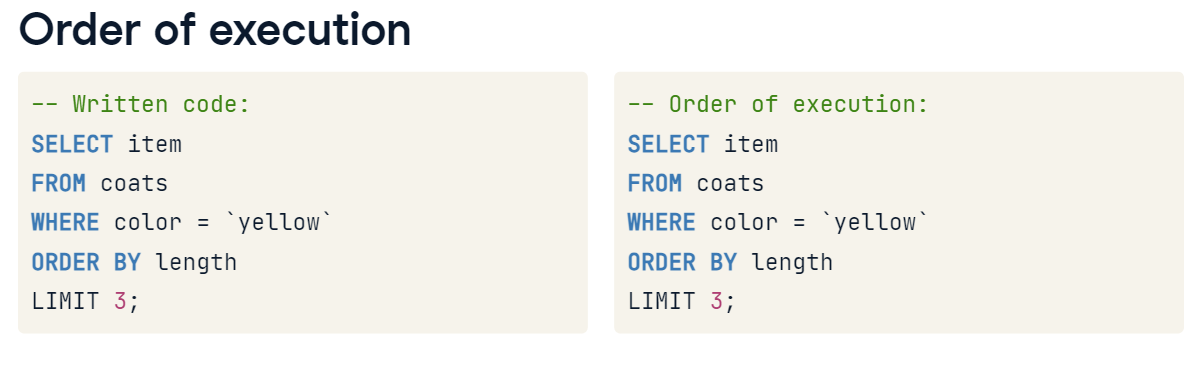 Order of execution
-- Written code:
SELECT item
FROM coats
WHERE color = `yellow`
ORDER BY length
LIMIT 3;
-- Order of execution:
SELECT item
FROM coats
WHERE color = `yellow`
ORDER BY length
LIMIT 3;